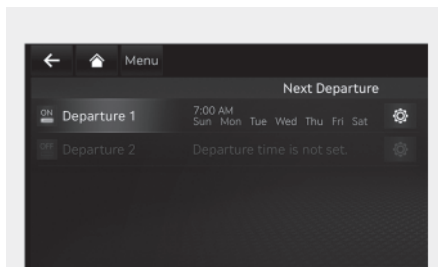 Menu
Next Departure
ON Departure 1 7:00 AM
Sun Mon Tue Wed Thu Fri Sat
OFF Departure 2 Departure time is not set.